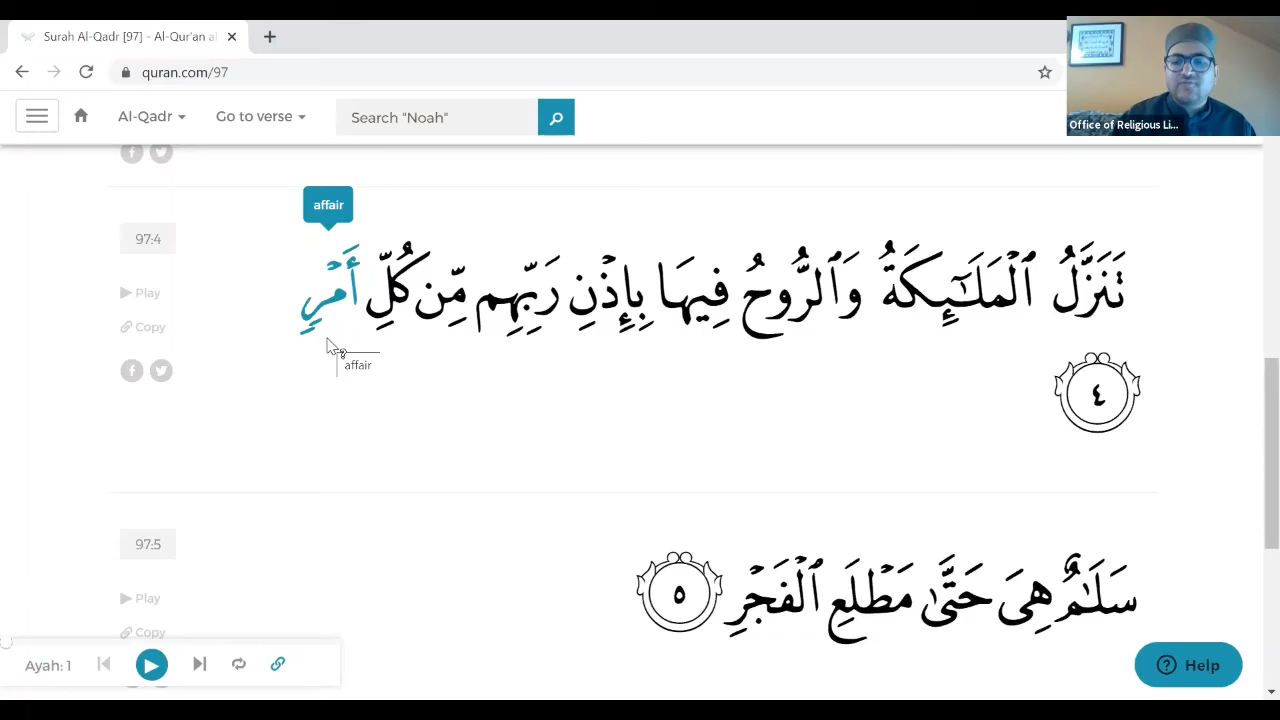 Surah Al-Qadr [97] - Al-Qur'an al
quran.com/97
Office of Religious Li...
Al-Qadr
Go to verse
Search "Noah"
affair
97:4
تَنَزَّلُ ٱلْمَلَـٰٓئِكَةُ وَٱلرُّوحُ فِيهَا بِإِذْنِ رَبِّهِم مِّن كُلِّ أَمْرٍ
Play
Copy
affair
٤
97:5
سَلَـٰمٌ هِىَ حَتَّىٰ مَطْلَعِ ٱلْفَجْرِ ٥
Play
Copy
Ayah: 1
Help